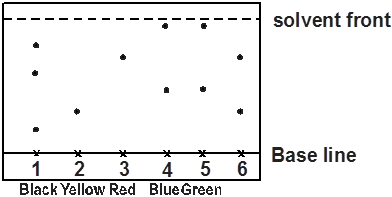 solvent front
Base line
1 2 3 4 5 6
Black Yellow Red Blue Green